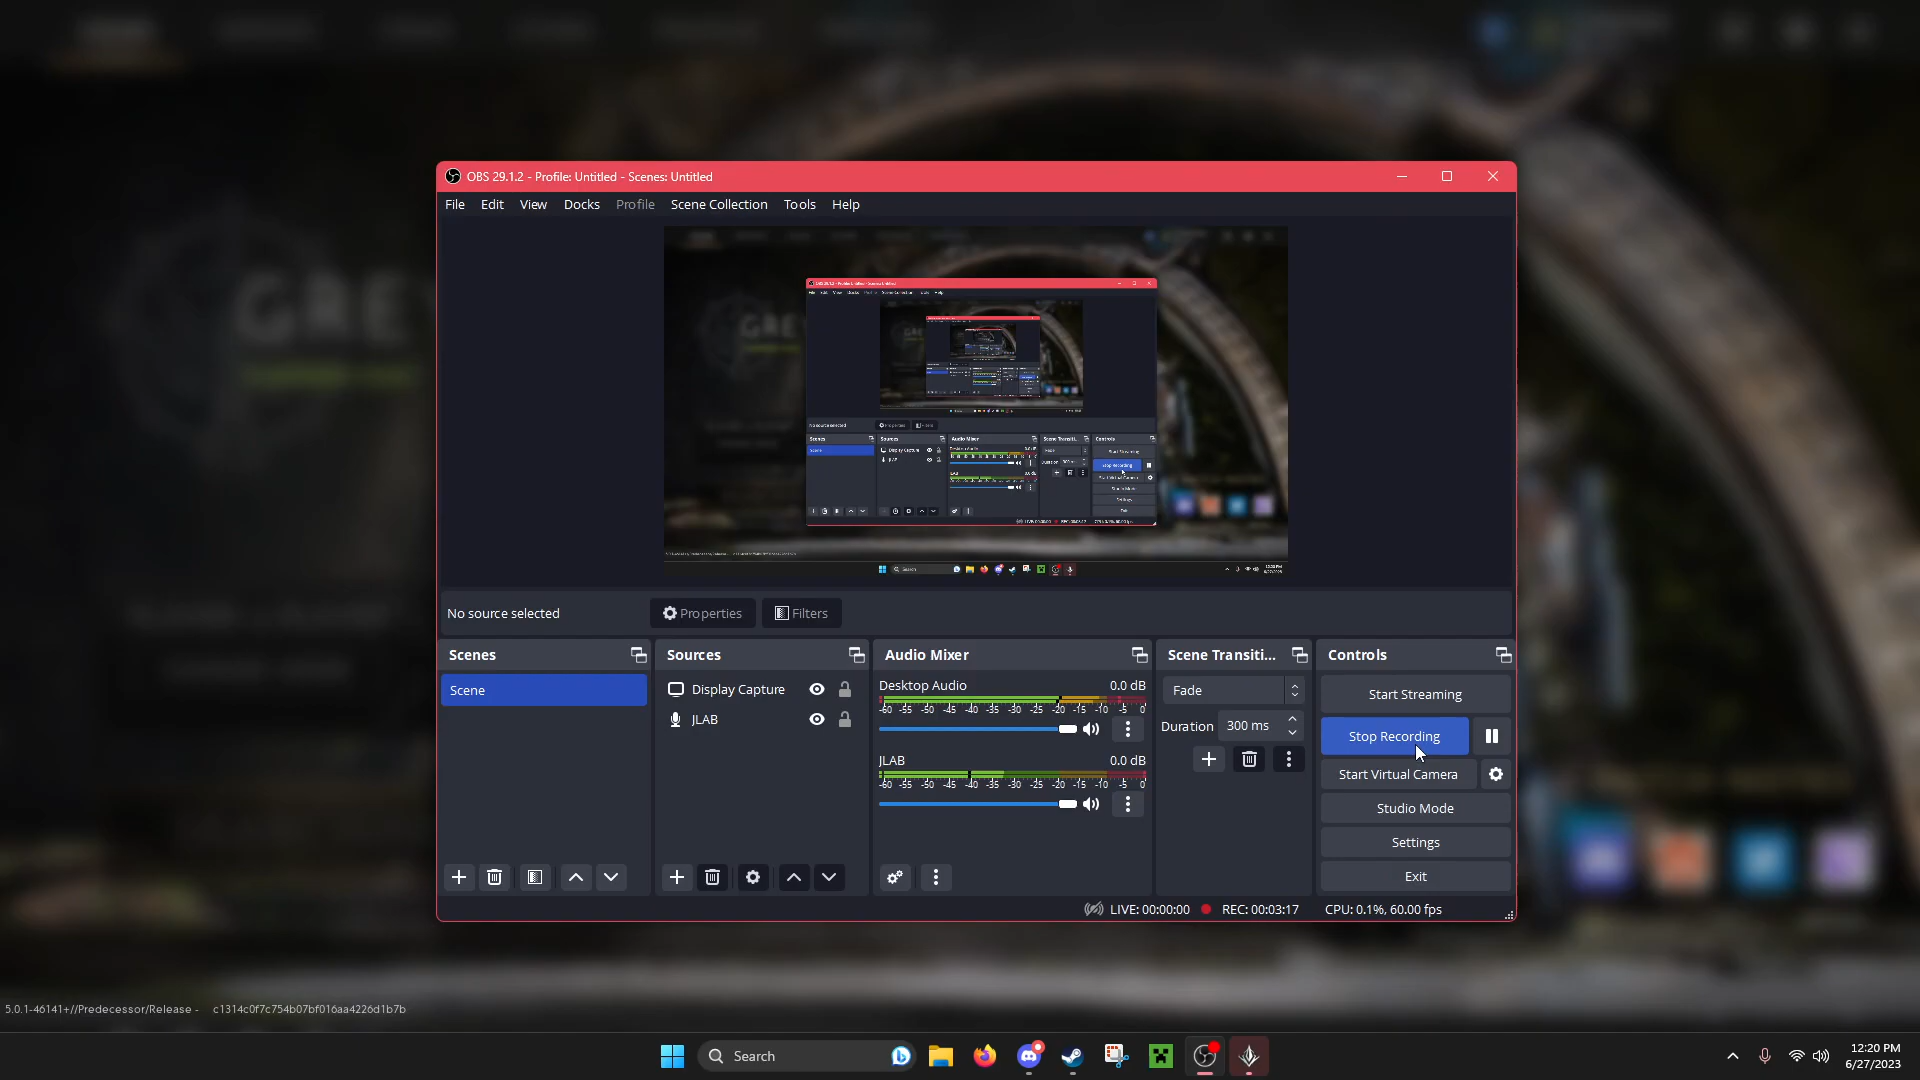 OBS 29.1.2 - Profile: Untitled - Scenes: Untitled
File Edit View Docks Profile Scene Collection Tools Help
No source selected Properties Filters
Scenes Sources Audio Mixer Scene Transiti... Controls
Scene
Display Capture
JLAB
Desktop Audio 0.0 dB
-60 -55 -50 -45 -40 -35 -30 -25 -20 -15 -10 -5 0
JLAB 0.0 dB
-60 -55 -50 -45 -40 -35 -30 -25 -20 -15 -10 -5 0
Fade
Duration 300 ms
Start Streaming
Stop Recording
Start Virtual Camera
Studio Mode
Settings
Exit
LIVE: 00:00:00 REC: 00:03:17 CPU: 0.1%, 60.00 fps
5.0.1-46141+//Predecessor/Release - c1314c0f7c754b07bf016aa4226d1b7b
Search
12:20 PM
6/27/2023